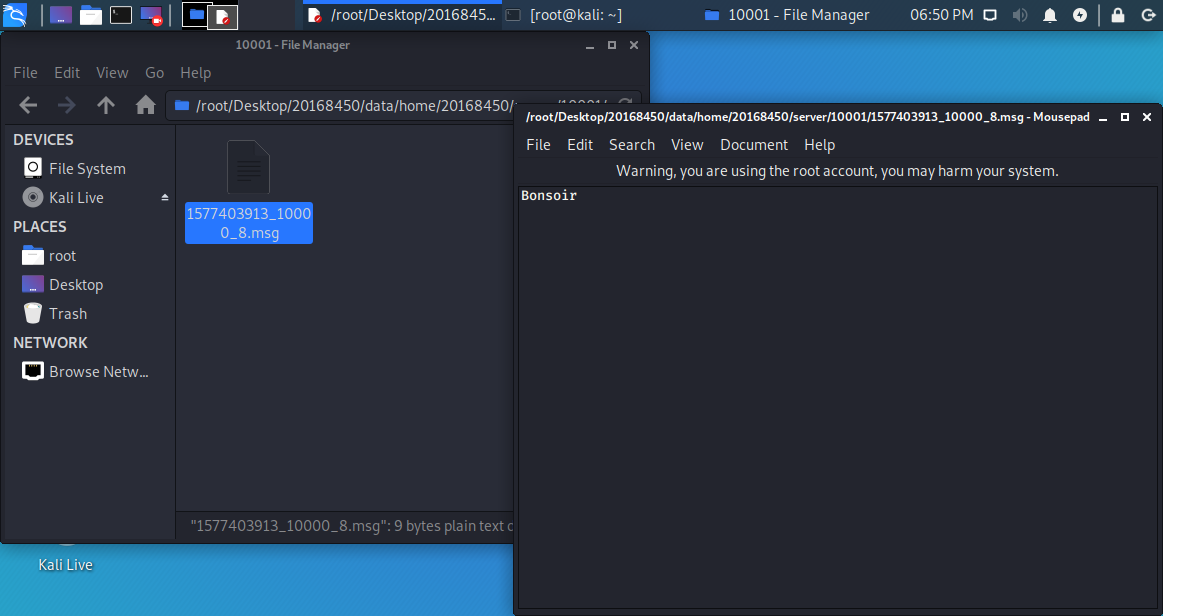 /root/Desktop/2016845...
[root@kali: ~]
10001 - File Manager
06:50 PM
10001 - File Manager
File Edit View Go Help
/root/Desktop/20168450/data/home/20168450/
DEVICES
File System
Kali Live
PLACES
root
Desktop
Trash
NETWORK
Browse Netw...
1577403913_1000
0_8.msg
"1577403913_10000_8.msg": 9 bytes plain text
Kali Live
/root/Desktop/20168450/data/home/20168450/server/10001/1577403913_10000_8.msg - Mousepad
File Edit Search View Document Help
Warning, you are using the root account, you may harm your system.
Bonsoir